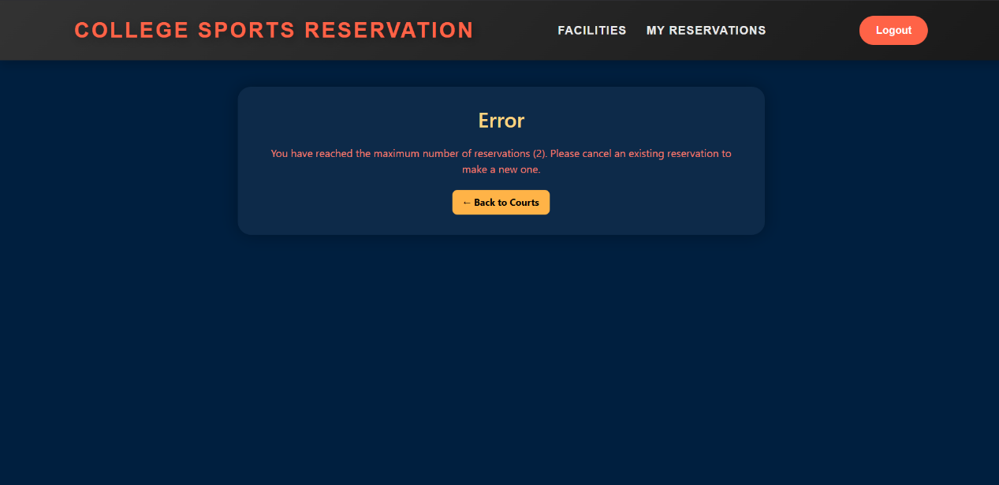 COLLEGE SPORTS RESERVATION
FACILITIES
MY RESERVATIONS
Logout
Error
You have reached the maximum number of reservations (2). Please cancel an existing reservation to
make a new one.
← Back to Courts